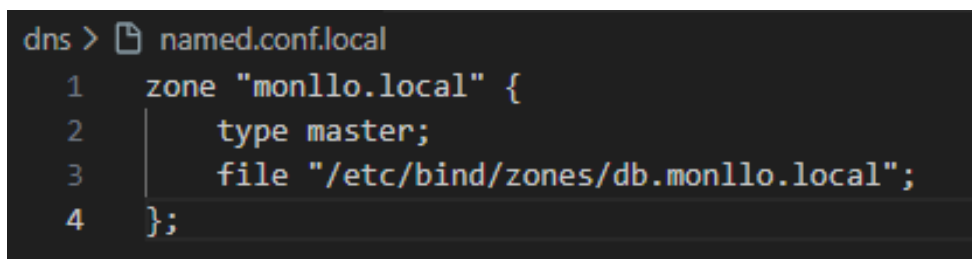 dns > named.conf.local
1 zone "monllo.local" {
2 type master;
3 file "/etc/bind/zones/db.monllo.local";
4 };